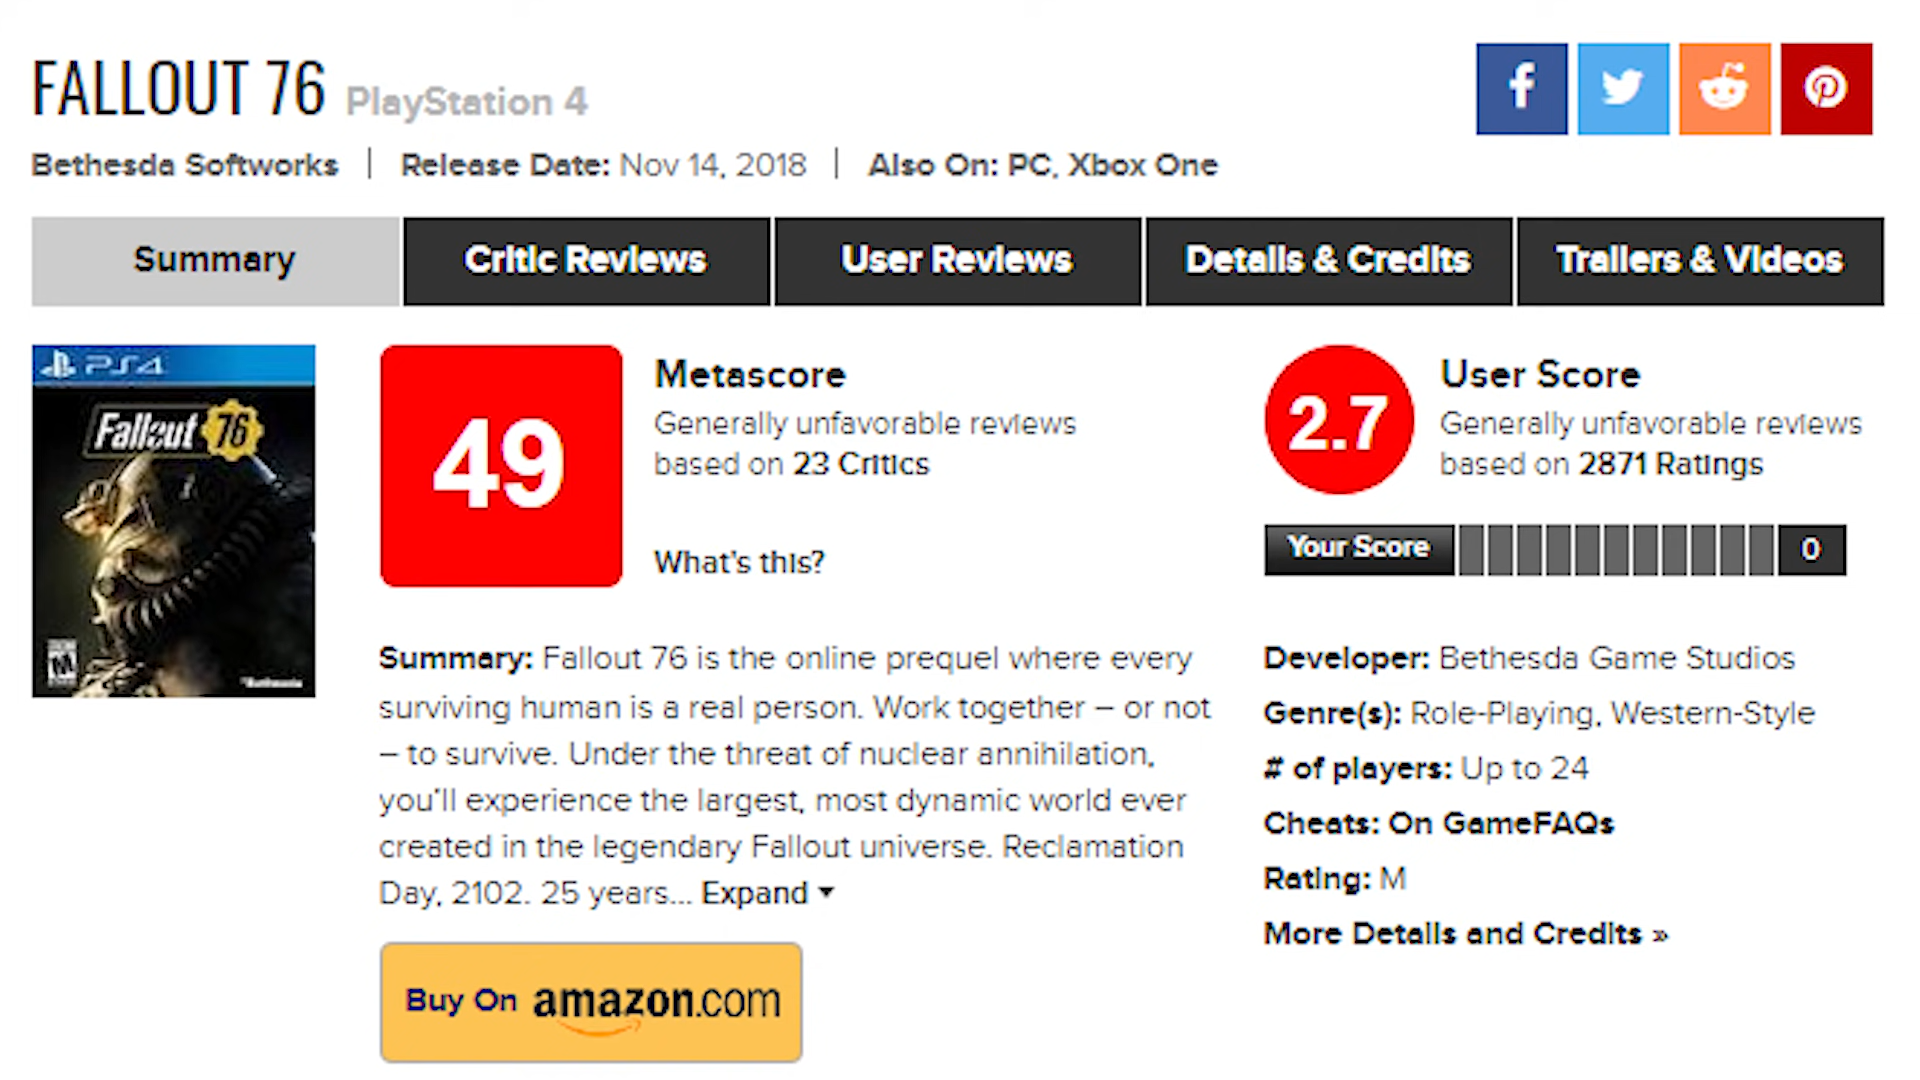 FALLOUT 76 PlayStation 4
Bethesda Softworks | Release Date: Nov 14, 2018 | Also On: PC, Xbox One
Summary
Critic Reviews
User Reviews
Details & Credits
Trailers & Videos
PS4
Fallout 76
M
Bethesda
49
Metascore
Generally unfavorable reviews
based on 23 Critics
What's this?
2.7
User Score
Generally unfavorable reviews
based on 2871 Ratings
Your Score
0
Summary: Fallout 76 is the online prequel where every
surviving human is a real person. Work together – or not
– to survive. Under the threat of nuclear annihilation,
you'll experience the largest, most dynamic world ever
created in the legendary Fallout universe. Reclamation
Day, 2102. 25 years... Expand ▼
Buy On amazon.com
Developer: Bethesda Game Studios
Genre(s): Role-Playing, Western-Style
# of players: Up to 24
Cheats: On GameFAQs
Rating: M
More Details and Credits »